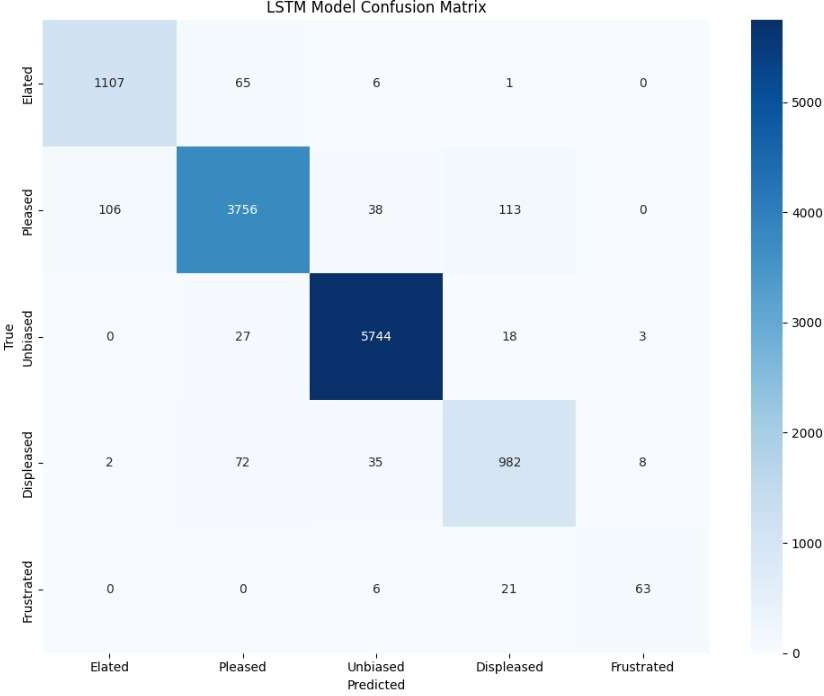 LSTM Model Confusion Matrix
Elated 1107 65 6 1 0
Pleased 106 3756 38 113 0
Unbiased 0 27 5744 18 3
Displeased 2 72 35 982 8
Frustrated 0 0 6 21 63
True
Elated Pleased Unbiased Displeased Frustrated
Predicted
5000
4000
3000
2000
1000
0